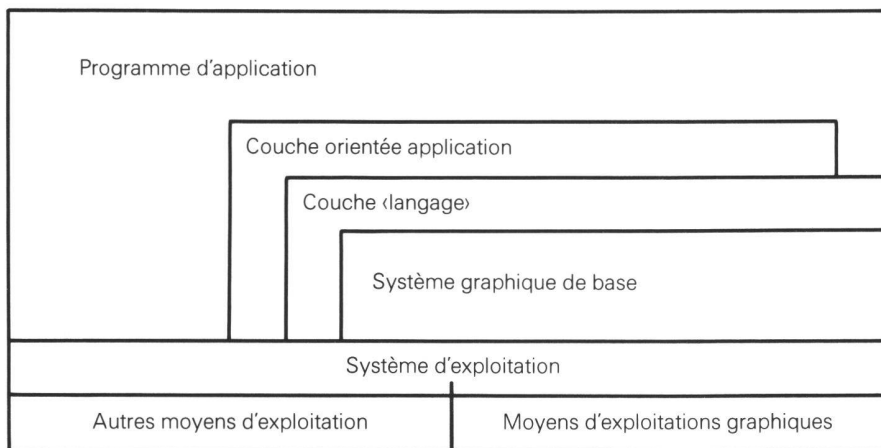 Programme d'application
Couche orientée application
Couche ‹langage›
Système graphique de base
Système d'exploitation
Autres moyens d'exploitation
Moyens d'exploitations graphiques